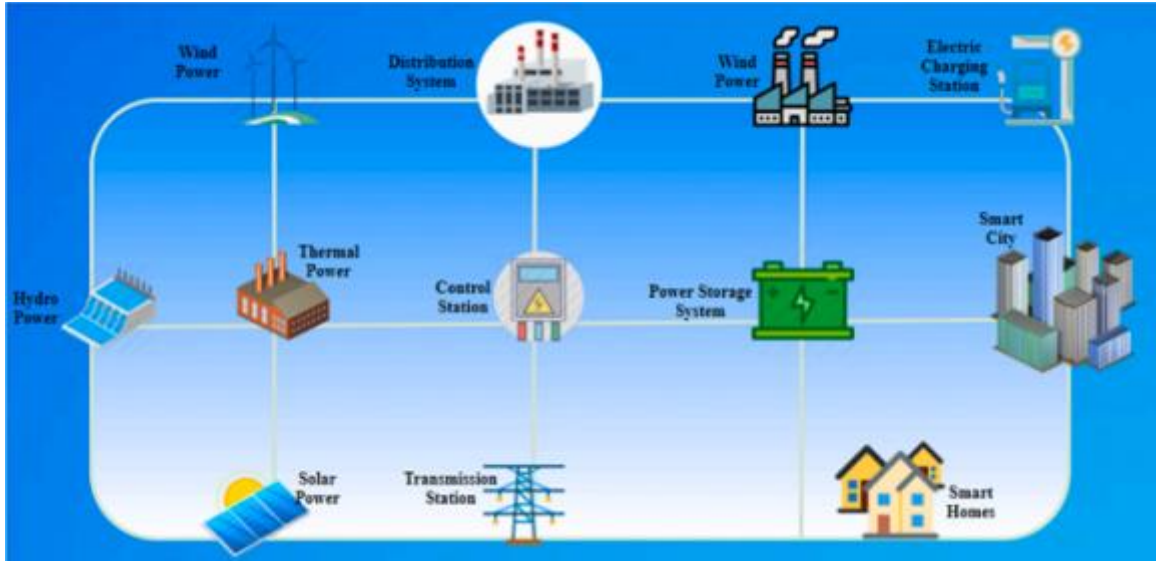 Wind
Power
Distribution
System
Wind
Power
Electric
Charging
Station
Hydro
Power
Thermal
Power
Control
Station
Power Storage
System
Smart
City
Solar
Power
Transmission
Station
Smart
Homes